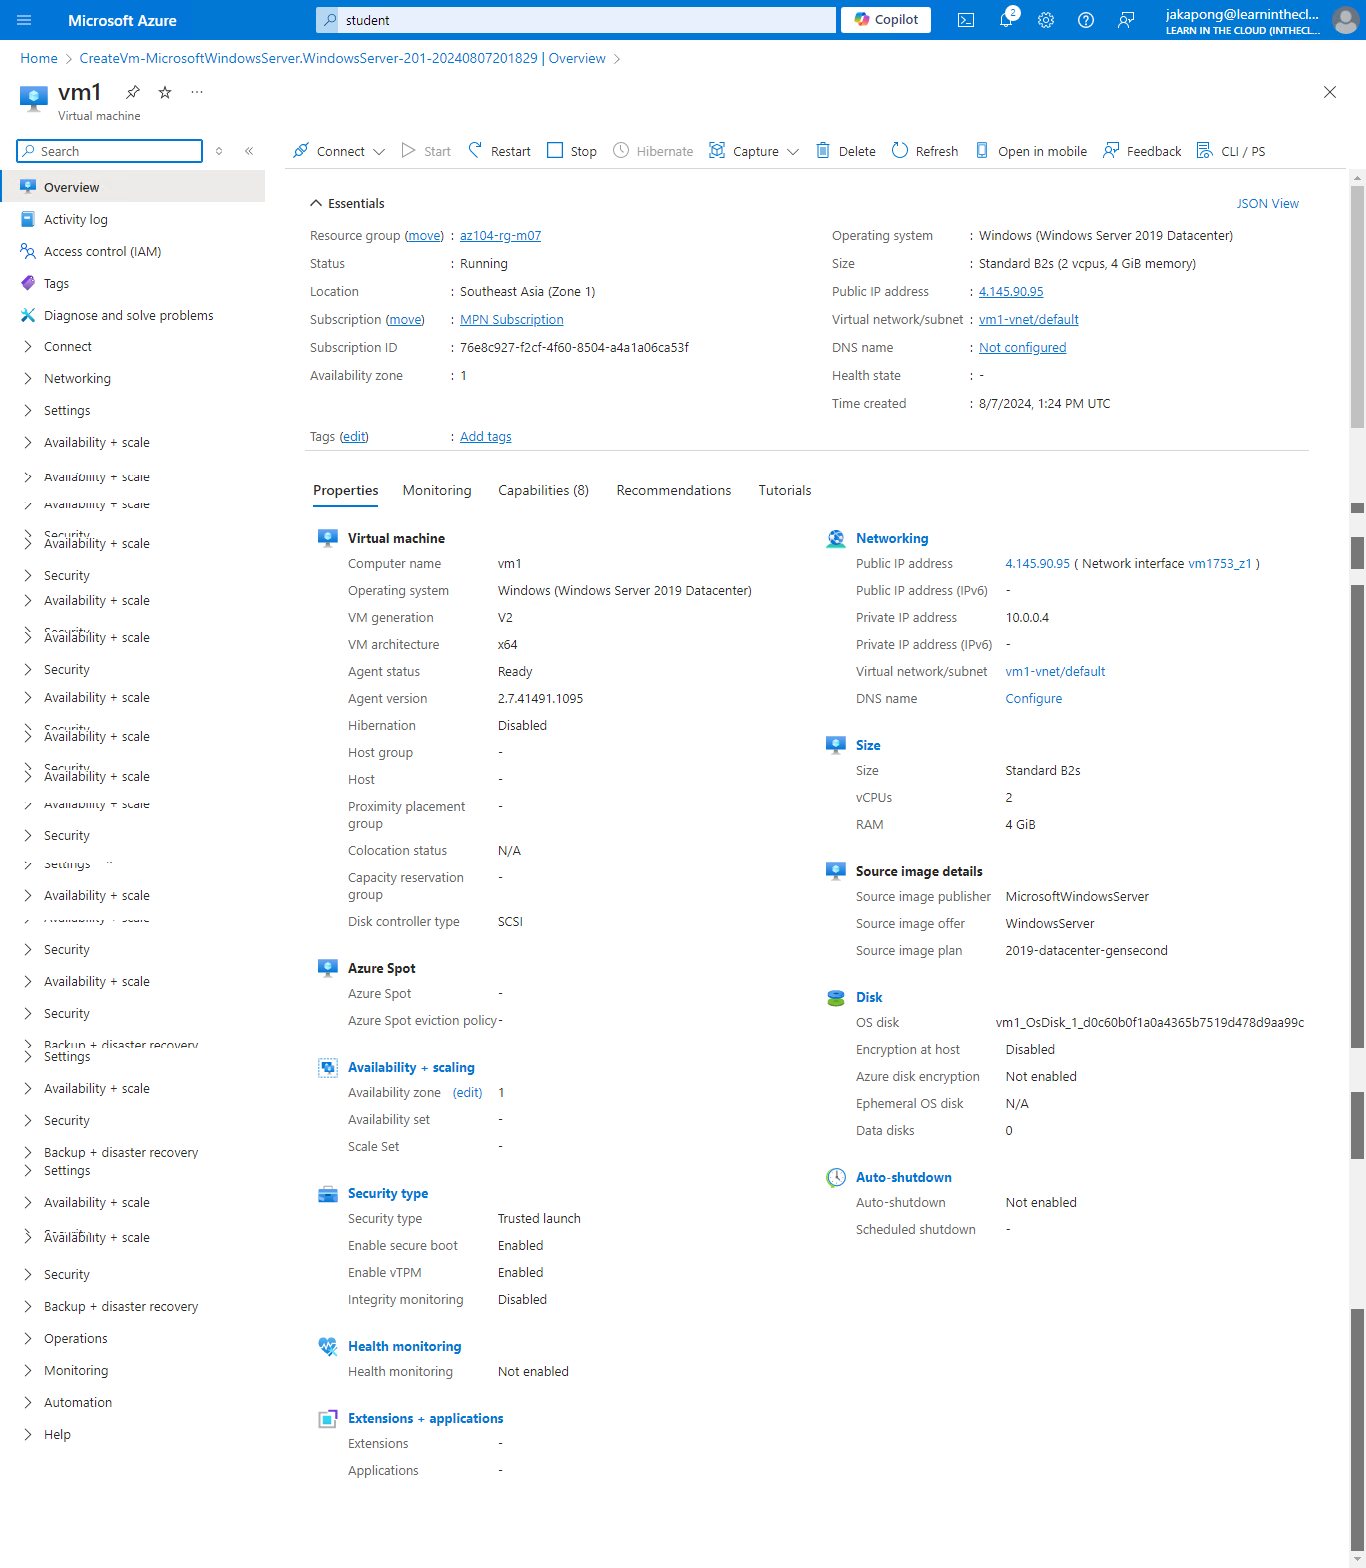 Microsoft Azure
student
Copilot
2
jakapong@learninthecl...
LEARN IN THE CLOUD (INTHECL...
Home > CreateVm-MicrosoftWindowsServer.WindowsServer-201-20240807201829 | Overview >
vm1
Virtual machine
Search
Connect
Start
Restart
Stop
Hibernate
Capture
Delete
Refresh
Open in mobile
Feedback
CLI / PS
Overview
Activity log
Access control (IAM)
Tags
Diagnose and solve problems
Connect
Networking
Settings
Availability + scale
Availability + scale
Availability + scale
Security
Availability + scale
Security
Availability + scale
Security
Availability + scale
Security
Availability + scale
Security
Availability + scale
Security
Availability + scale
Availability + scale
Security
Settings
Availability + scale
Availability + scale
Security
Availability + scale
Security
Backup + disaster recovery
Settings
Availability + scale
Security
Backup + disaster recovery
Settings
Availability + scale
Availability + scale
Security
Backup + disaster recovery
Operations
Monitoring
Automation
Help
Essentials
JSON View
Resource group (move) : az104-rg-m07
Status : Running
Location : Southeast Asia (Zone 1)
Subscription (move) : MPN Subscription
Subscription ID : 76e8c927-f2cf-4f60-8504-a4a1a06ca53f
Availability zone : 1
Operating system : Windows (Windows Server 2019 Datacenter)
Size : Standard B2s (2 vcpus, 4 GiB memory)
Public IP address : 4.145.90.95
Virtual network/subnet : vm1-vnet/default
DNS name : Not configured
Health state : -
Time created : 8/7/2024, 1:24 PM UTC
Tags (edit) : Add tags
Properties
Monitoring
Capabilities (8)
Recommendations
Tutorials
Virtual machine
Computer name vm1
Operating system Windows (Windows Server 2019 Datacenter)
VM generation V2
VM architecture x64
Agent status Ready
Agent version 2.7.41491.1095
Hibernation Disabled
Host group -
Host -
Proximity placement -
group
Colocation status N/A
Capacity reservation -
group
Disk controller type SCSI
Azure Spot
Azure Spot -
Azure Spot eviction policy -
Availability + scaling
Availability zone (edit) 1
Availability set -
Scale Set -
Security type
Security type Trusted launch
Enable secure boot Enabled
Enable vTPM Enabled
Integrity monitoring Disabled
Health monitoring
Health monitoring Not enabled
Extensions + applications
Extensions -
Applications -
Networking
Public IP address 4.145.90.95 ( Network interface vm1753_z1 )
Public IP address (IPv6) -
Private IP address 10.0.0.4
Private IP address (IPv6) -
Virtual network/subnet vm1-vnet/default
DNS name Configure
Size
Size Standard B2s
vCPUs 2
RAM 4 GiB
Source image details
Source image publisher MicrosoftWindowsServer
Source image offer WindowsServer
Source image plan 2019-datacenter-gensecond
Disk
OS disk vm1_OsDisk_1_d0c60b0f1a0a4365b7519d478d9aa99c
Encryption at host Disabled
Azure disk encryption Not enabled
Ephemeral OS disk N/A
Data disks 0
Auto-shutdown
Auto-shutdown Not enabled
Scheduled shutdown -